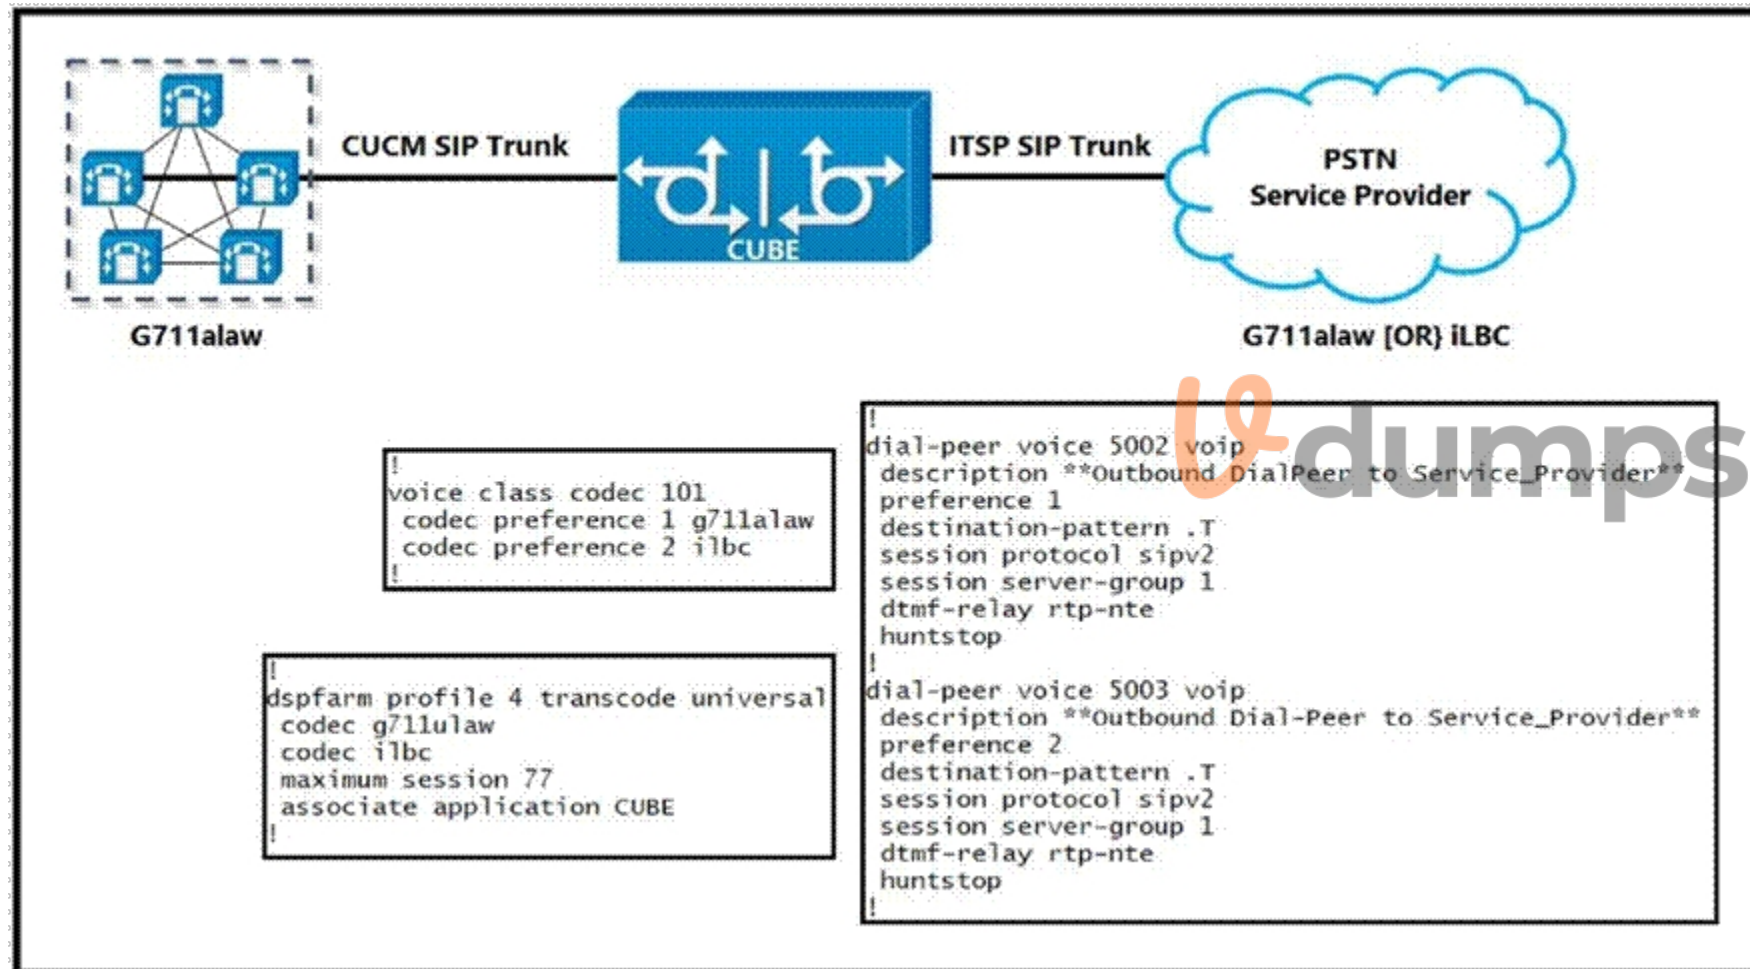 CUCM SIP Trunk
ITSP SIP Trunk
PSTN
Service Provider
CUBE
G711alaw
G711alaw [OR} iLBC
!
voice class codec 101
codec preference 1 g711alaw
codec preference 2 ilbc
!
!
dspfarm profile 4 transcode universal
codec g711ulaw
codec ilbc
maximum session 77
associate application CUBE
!
!
dial-peer voice 5002 voip
description **Outbound DialPeer to Service_Provider**
preference 1
destination-pattern .T
session protocol sipv2
session server-group 1
dtmf-relay rtp-nte
huntstop
!
dial-peer voice 5003 voip
description **Outbound Dial-Peer to Service_Provider**
preference 2
destination-pattern .T
session protocol sipv2
session server-group 1
dtmf-relay rtp-nte
huntstop
!
Vdumps